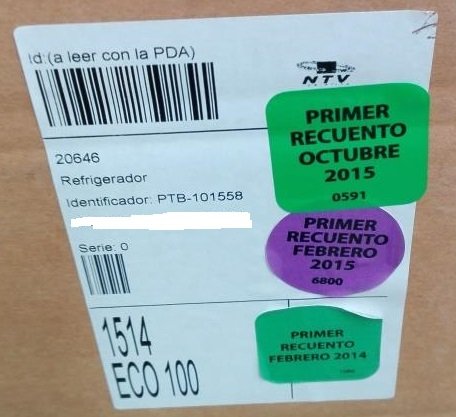 Id:(a leer con la PDA)
NTV
20646
Refrigerador
Identificador: PTB-101558
Serie: 0
1514
ECO 100
PRIMER
RECUENTO
OCTUBRE
2015
0591
PRIMER
RECUENTO
FEBRERO
2015
6800
PRIMER
RECUENTO
FEBRERO 2014